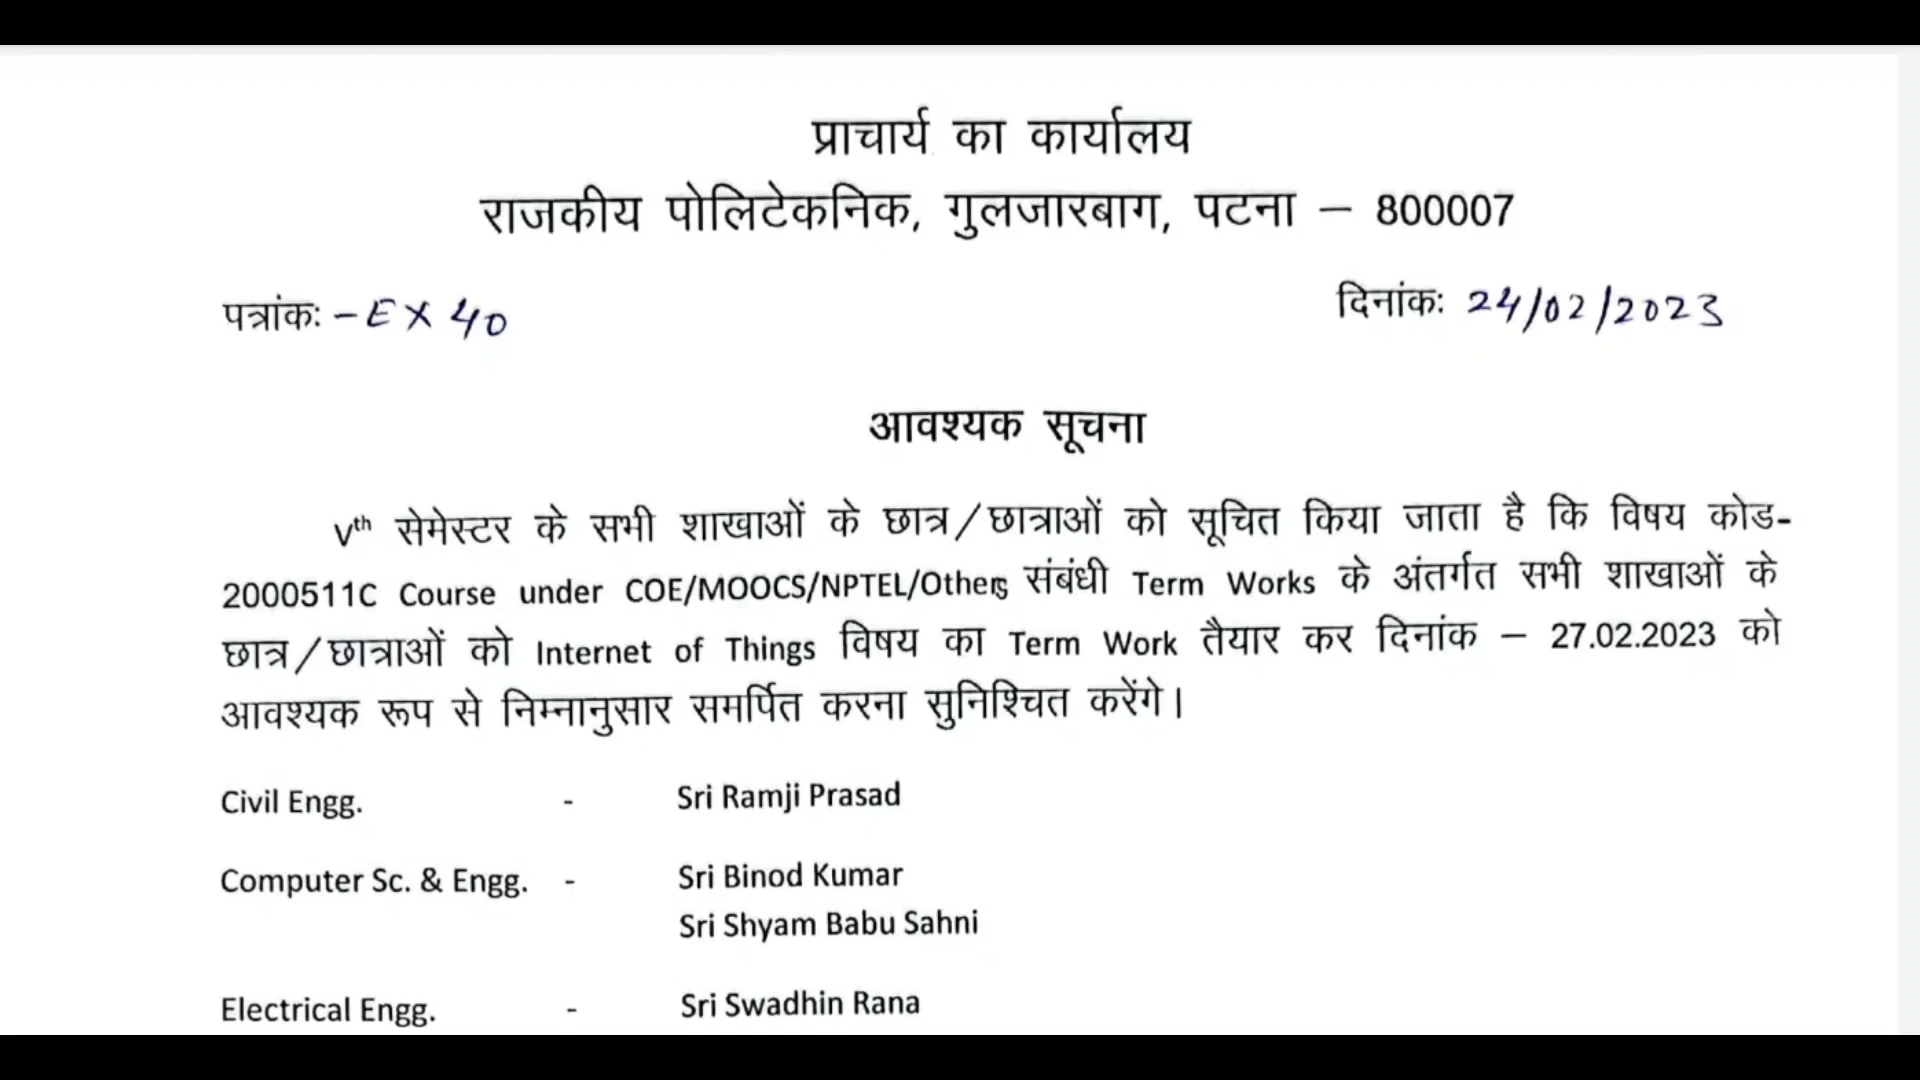 प्राचार्य का कार्यालय
राजकीय पोलिटेकनिक, गुलजारबाग, पटना – 800007
पत्रांकः – EX 40 दिनांकः 24/02/2023
आवश्यक सूचना
Vth सेमेस्टर के सभी शाखाओं के छात्र/छात्राओं को सूचित किया जाता है कि विषय कोड-
2000511C Course under COE/MOOCS/NPTEL/Others संबंधी Term Works के अंतर्गत सभी शाखाओं के
छात्र/छात्राओं को Internet of Things विषय का Term Work तैयार कर दिनांक – 27.02.2023 को
आवश्यक रूप से निम्नानुसार समर्पित करना सुनिश्चित करेंगे।
Civil Engg. - Sri Ramji Prasad
Computer Sc. & Engg. - Sri Binod Kumar
Sri Shyam Babu Sahni
Electrical Engg. - Sri Swadhin Rana